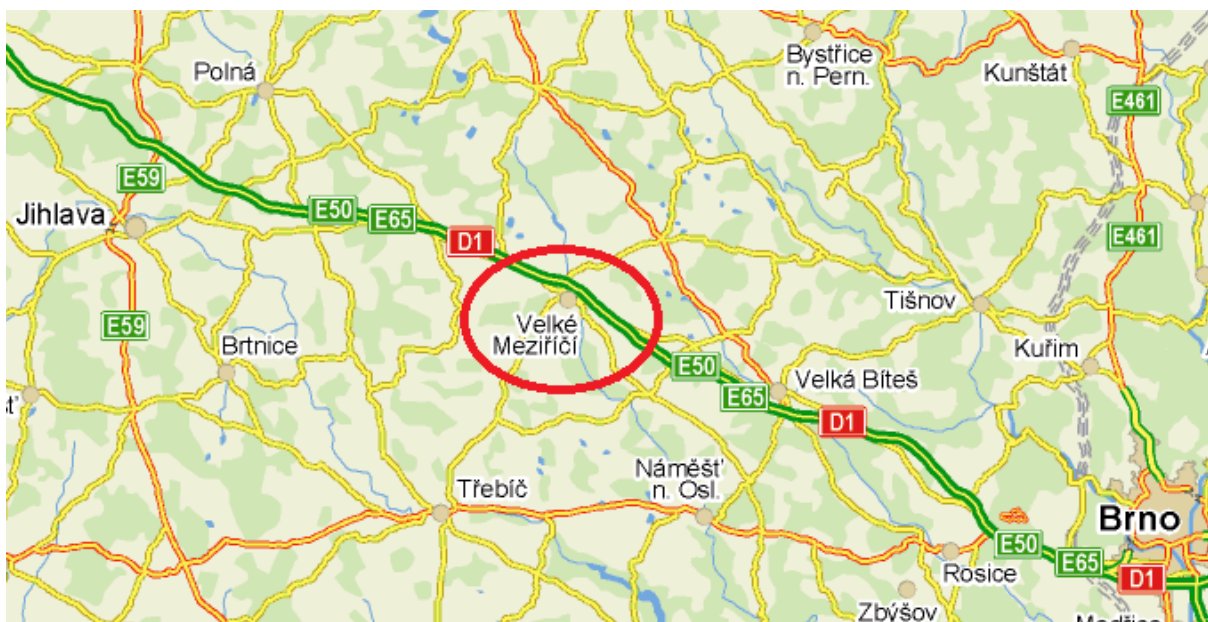 Bystřice
n. Pern.
Kunštát
Polná
E461
E59
Jihlava
E50
E65
D1
E461
Tišnov
Velké
Meziříčí
E59
Brtnice
Kuřim
E50
Velká Bíteš
E65
D1
Náměšť
n. Osl.
Třebíč
Brno
E50
E65
Rosice
D1
Zbýšov